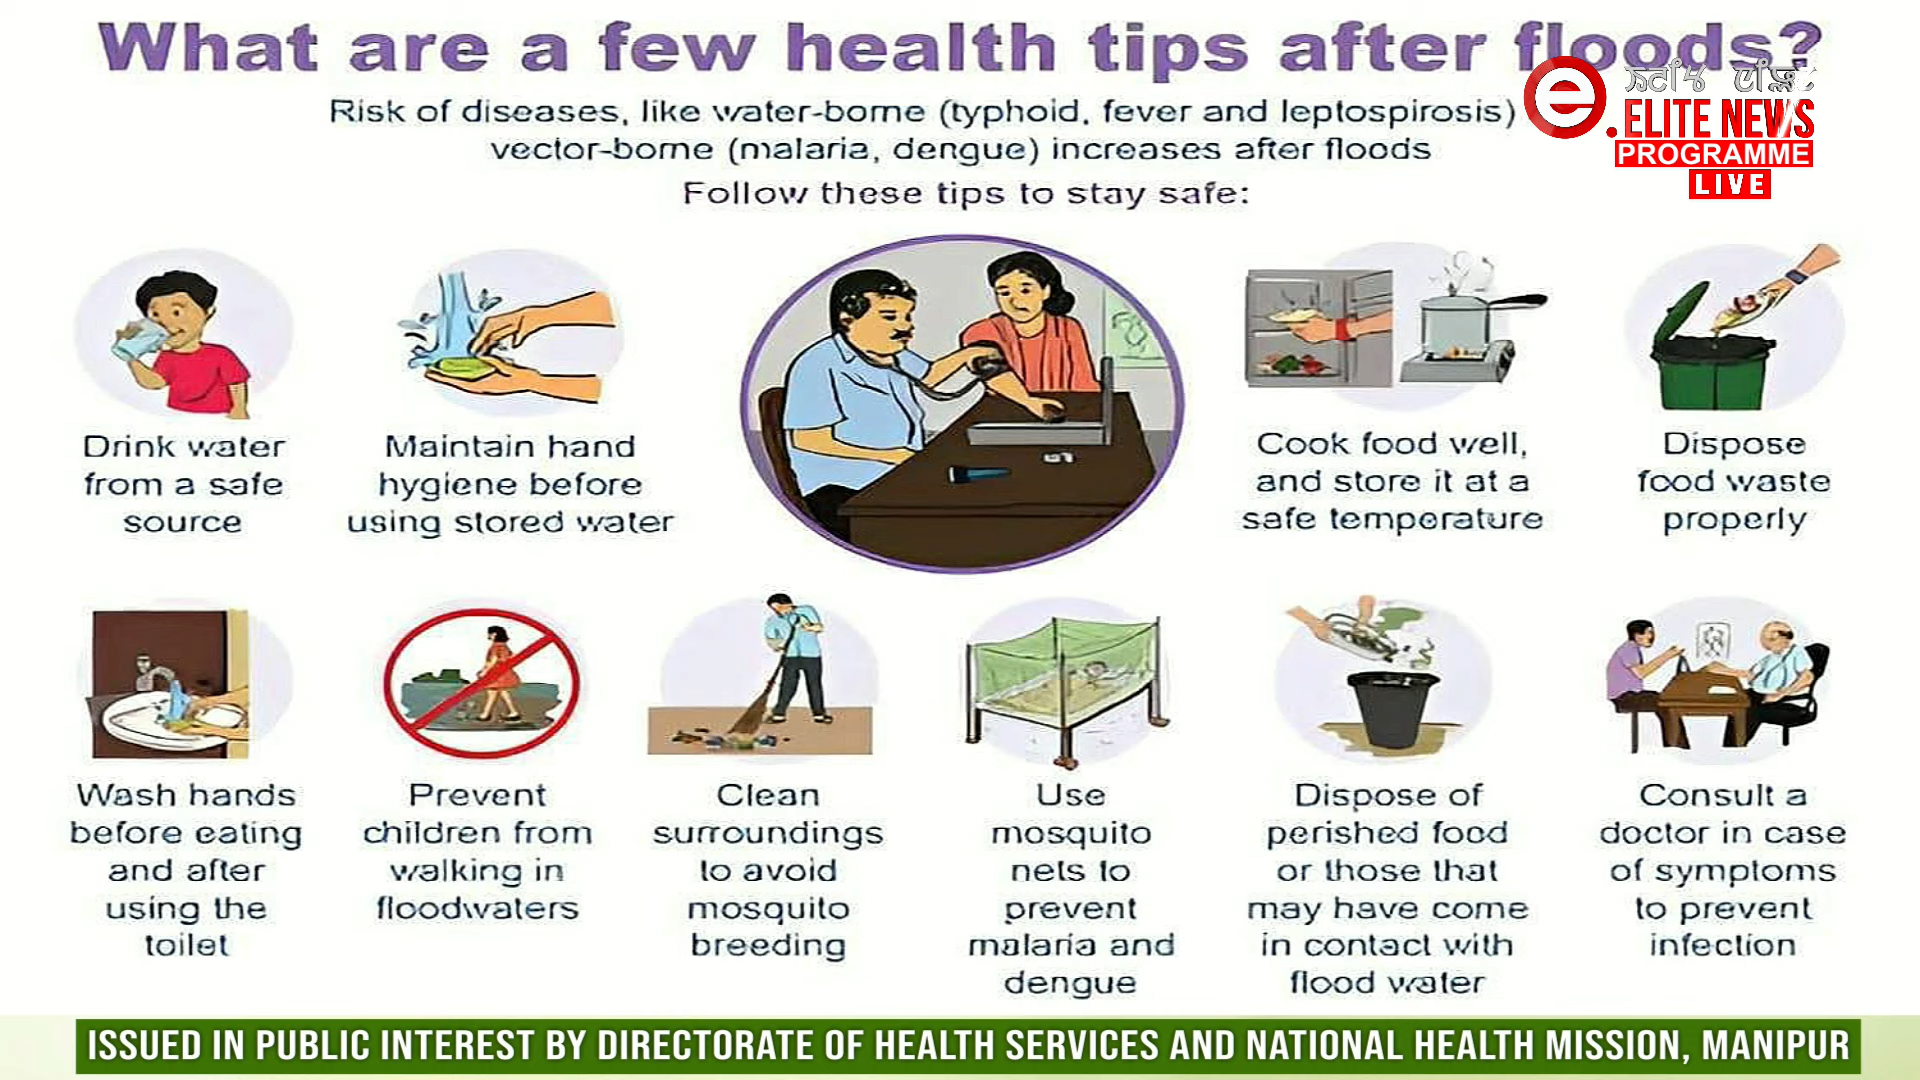 What are a few health tips after floods?
Risk of diseases, like water-borne (typhoid, fever and leptospirosis)
vector-borne (malaria, dengue) increases after floods
Follow these tips to stay safe:
e.
ELITE NEWS
PROGRAMME
LIVE
Drink water
from a safe
source
Maintain hand
hygiene before
using stored water
Cook food well,
and store it at a
safe temperature
Dispose
food waste
properly
Wash hands
before eating
and after
using the
toilet
Prevent
children from
walking in
floodwaters
Clean
surroundings
to avoid
mosquito
breeding
Use
mosquito
nets to
prevent
malaria and
dengue
Dispose of
perished food
or those that
may have come
in contact with
flood water
Consult a
doctor in case
of symptoms
to prevent
infection
ISSUED IN PUBLIC INTEREST BY DIRECTORATE OF HEALTH SERVICES AND NATIONAL HEALTH MISSION, MANIPUR